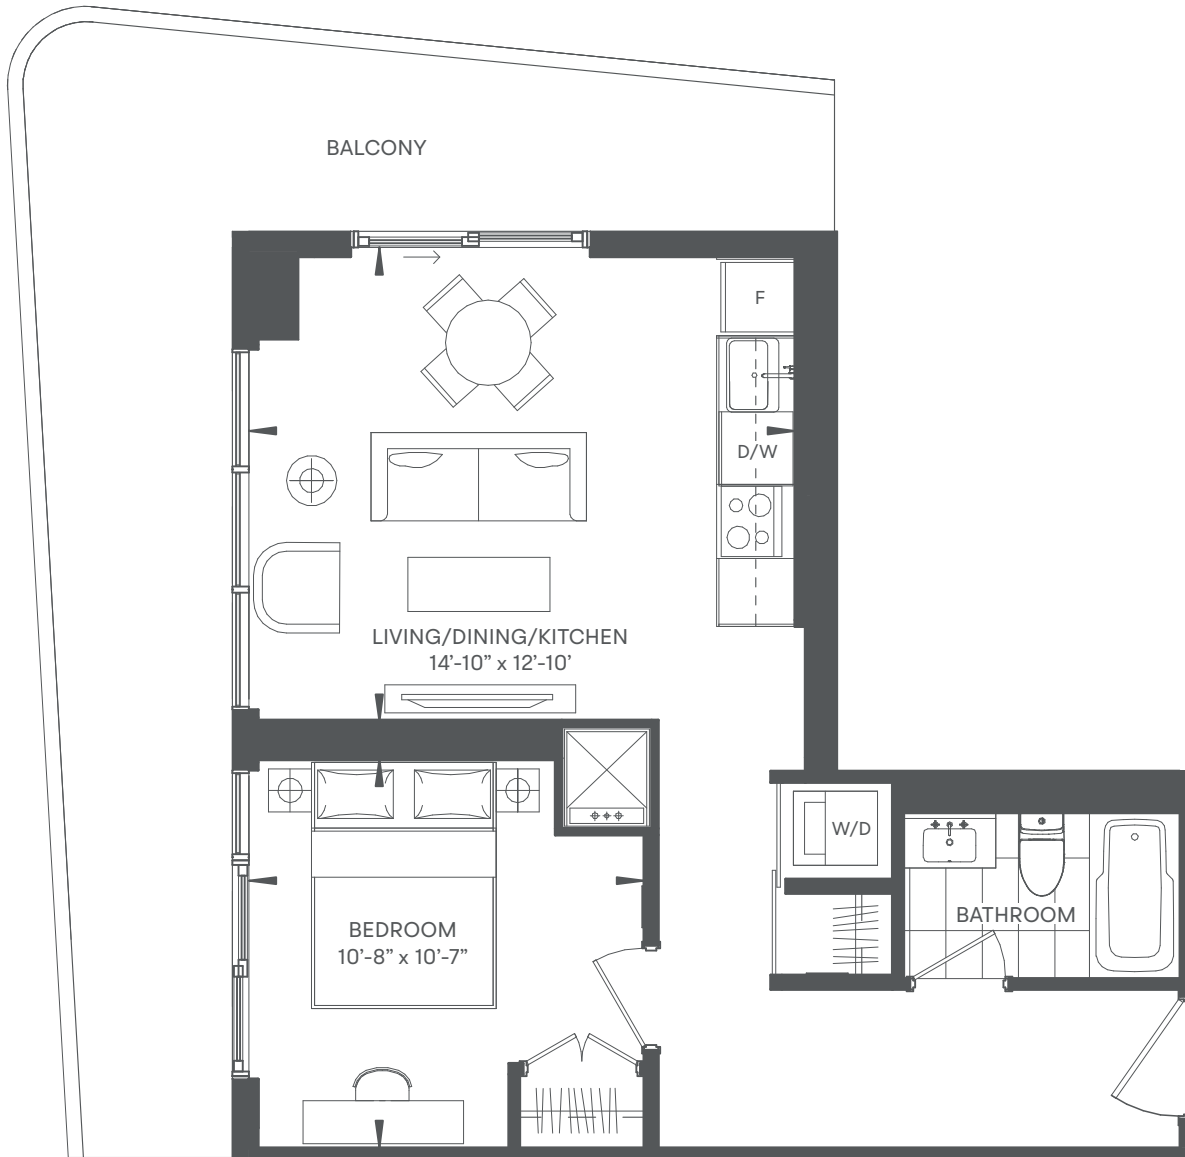 BALCONY
F
D/W
LIVING/DINING/KITCHEN
14’-10” x 12’-10’
W/D
BATHROOM
BEDROOM
10’-8” x 10’-7”